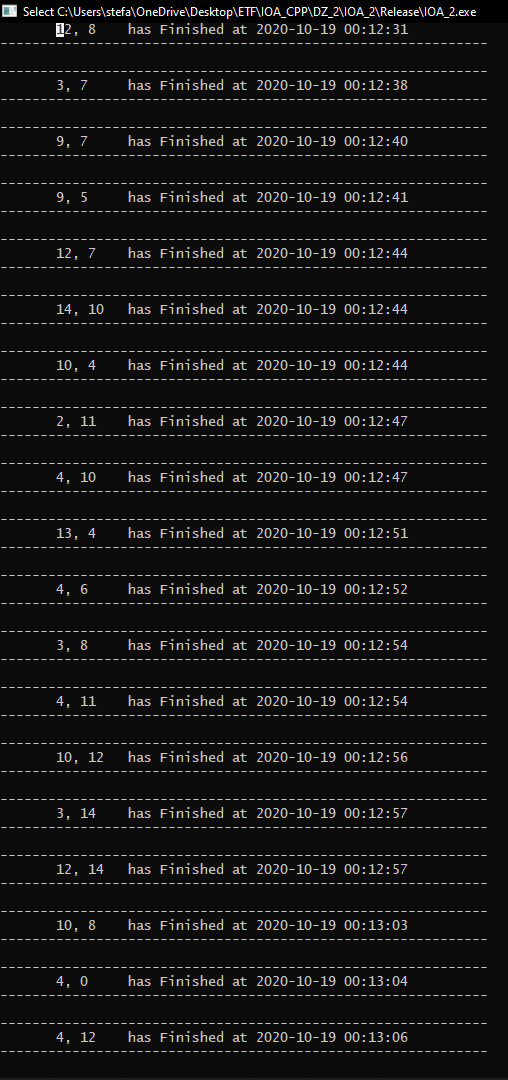 Select C:\Users\stefa\OneDrive\Desktop\ETF\IOA_CPP\DZ_2\IOA_2\Release\IOA_2.exe
12, 8 has Finished at 2020-10-19 00:12:31
-------------------------------------------------------------
-------------------------------------------------------------
3, 7 has Finished at 2020-10-19 00:12:38
-------------------------------------------------------------
-------------------------------------------------------------
9, 7 has Finished at 2020-10-19 00:12:40
-------------------------------------------------------------
-------------------------------------------------------------
9, 5 has Finished at 2020-10-19 00:12:41
-------------------------------------------------------------
-------------------------------------------------------------
12, 7 has Finished at 2020-10-19 00:12:44
-------------------------------------------------------------
-------------------------------------------------------------
14, 10 has Finished at 2020-10-19 00:12:44
-------------------------------------------------------------
-------------------------------------------------------------
10, 4 has Finished at 2020-10-19 00:12:44
-------------------------------------------------------------
-------------------------------------------------------------
2, 11 has Finished at 2020-10-19 00:12:47
-------------------------------------------------------------
-------------------------------------------------------------
4, 10 has Finished at 2020-10-19 00:12:47
-------------------------------------------------------------
-------------------------------------------------------------
13, 4 has Finished at 2020-10-19 00:12:51
-------------------------------------------------------------
-------------------------------------------------------------
4, 6 has Finished at 2020-10-19 00:12:52
-------------------------------------------------------------
-------------------------------------------------------------
3, 8 has Finished at 2020-10-19 00:12:54
-------------------------------------------------------------
-------------------------------------------------------------
4, 11 has Finished at 2020-10-19 00:12:54
-------------------------------------------------------------
-------------------------------------------------------------
10, 12 has Finished at 2020-10-19 00:12:56
-------------------------------------------------------------
-------------------------------------------------------------
3, 14 has Finished at 2020-10-19 00:12:57
-------------------------------------------------------------
-------------------------------------------------------------
12, 14 has Finished at 2020-10-19 00:12:57
-------------------------------------------------------------
-------------------------------------------------------------
10, 8 has Finished at 2020-10-19 00:13:03
-------------------------------------------------------------
-------------------------------------------------------------
4, 0 has Finished at 2020-10-19 00:13:04
-------------------------------------------------------------
-------------------------------------------------------------
4, 12 has Finished at 2020-10-19 00:13:06
-------------------------------------------------------------